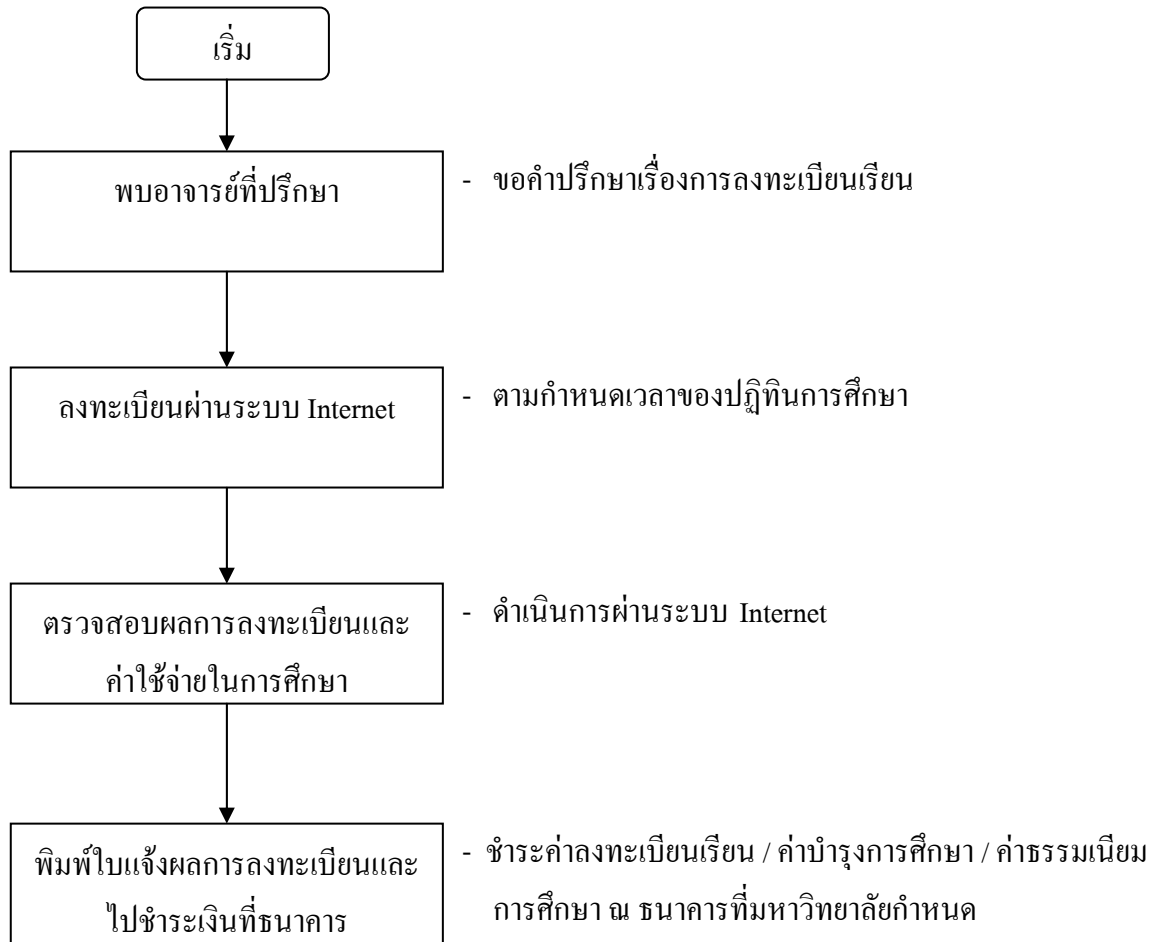 เริ่ม
พบอาจารย์ที่ปรึกษา
- ขอคำปรึกษาเรื่องการลงทะเบียนเรียน
ลงทะเบียนผ่านระบบ Internet
- ตามกำหนดเวลาของปฏิทินการศึกษา
ตรวจสอบผลการลงทะเบียนและ
ค่าใช้จ่ายในการศึกษา
- ดำเนินการผ่านระบบ Internet
พิมพ์ใบแจ้งผลการลงทะเบียนและ
ไปชำระเงินที่ธนาคาร
- ชำระค่าลงทะเบียนเรียน / ค่าบำรุงการศึกษา / ค่าธรรมเนียม
การศึกษา ณ ธนาคารที่มหาวิทยาลัยกำหนด